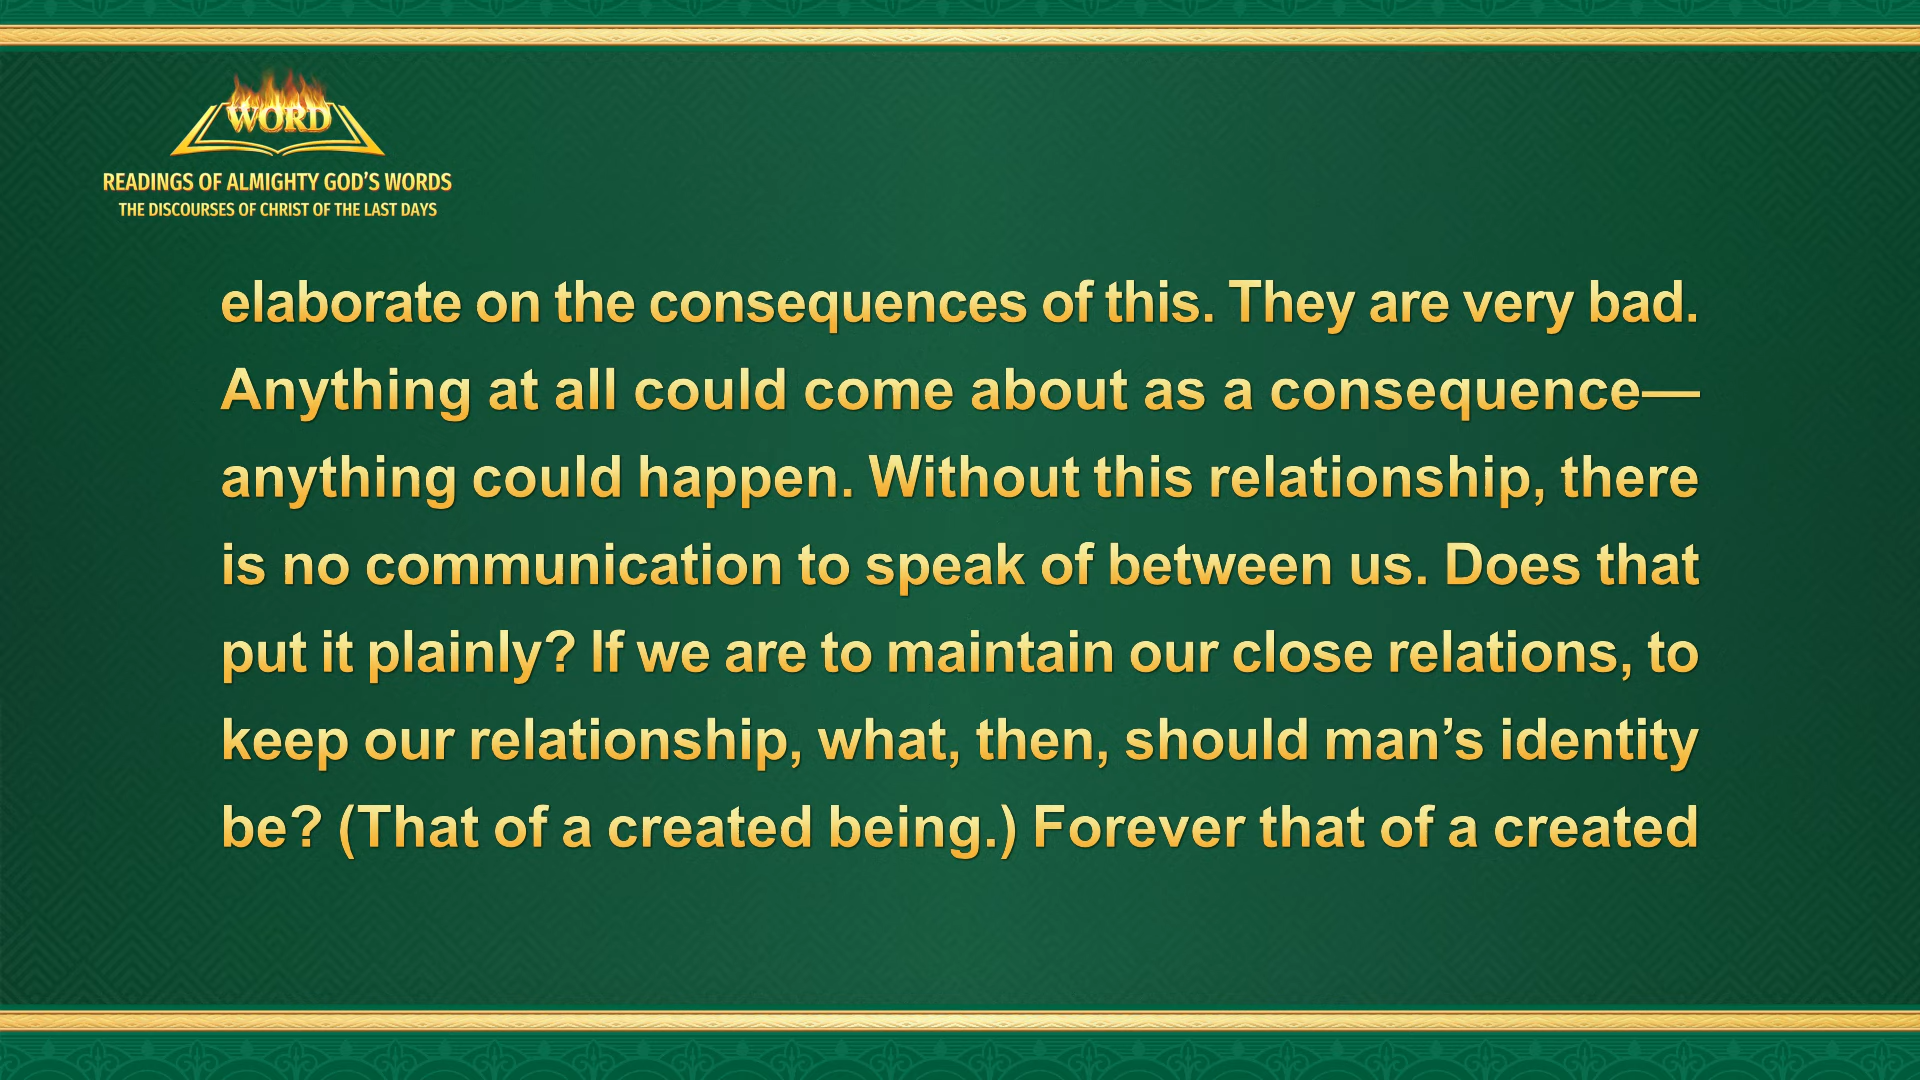 WORD
READINGS OF ALMIGHTY GOD’S WORDS
THE DISCOURSES OF CHRIST OF THE LAST DAYS
elaborate on the consequences of this. They are very bad.
Anything at all could come about as a consequence—
anything could happen. Without this relationship, there
is no communication to speak of between us. Does that
put it plainly? If we are to maintain our close relations, to
keep our relationship, what, then, should man’s identity
be? (That of a created being.) Forever that of a created